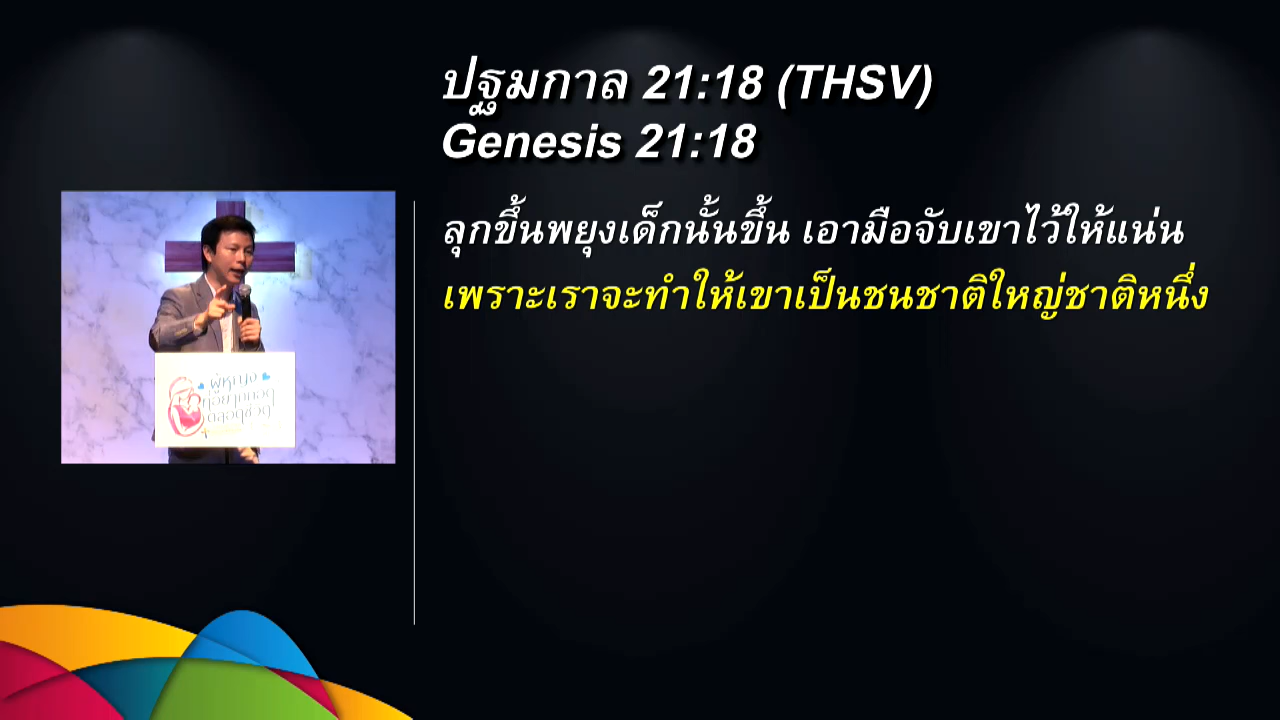 ปฐมกาล 21:18 (THSV)
Genesis 21:18
ลุกขึ้นพยุงเด็กนั้นขึ้น เอามือจับเขาไว้ให้แน่น
เพราะเราจะทำให้เขาเป็นชนชาติใหญ่ชาติหนึ่ง
ผู้หญิง